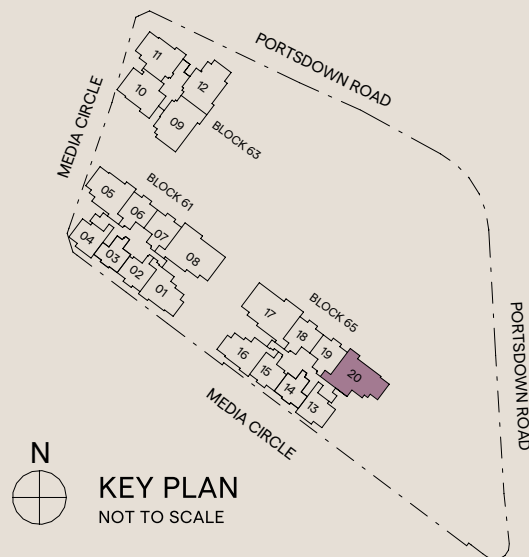 PORTSDOWN ROAD
MEDIA CIRCLE
11
10
12
09
BLOCK 63
BLOCK 61
05
06
07
08
04
03
02
01
BLOCK 65
17
18
19
20
16
15
14
13
PORTSDOWN ROAD
MEDIA CIRCLE
N
KEY PLAN
NOT TO SCALE